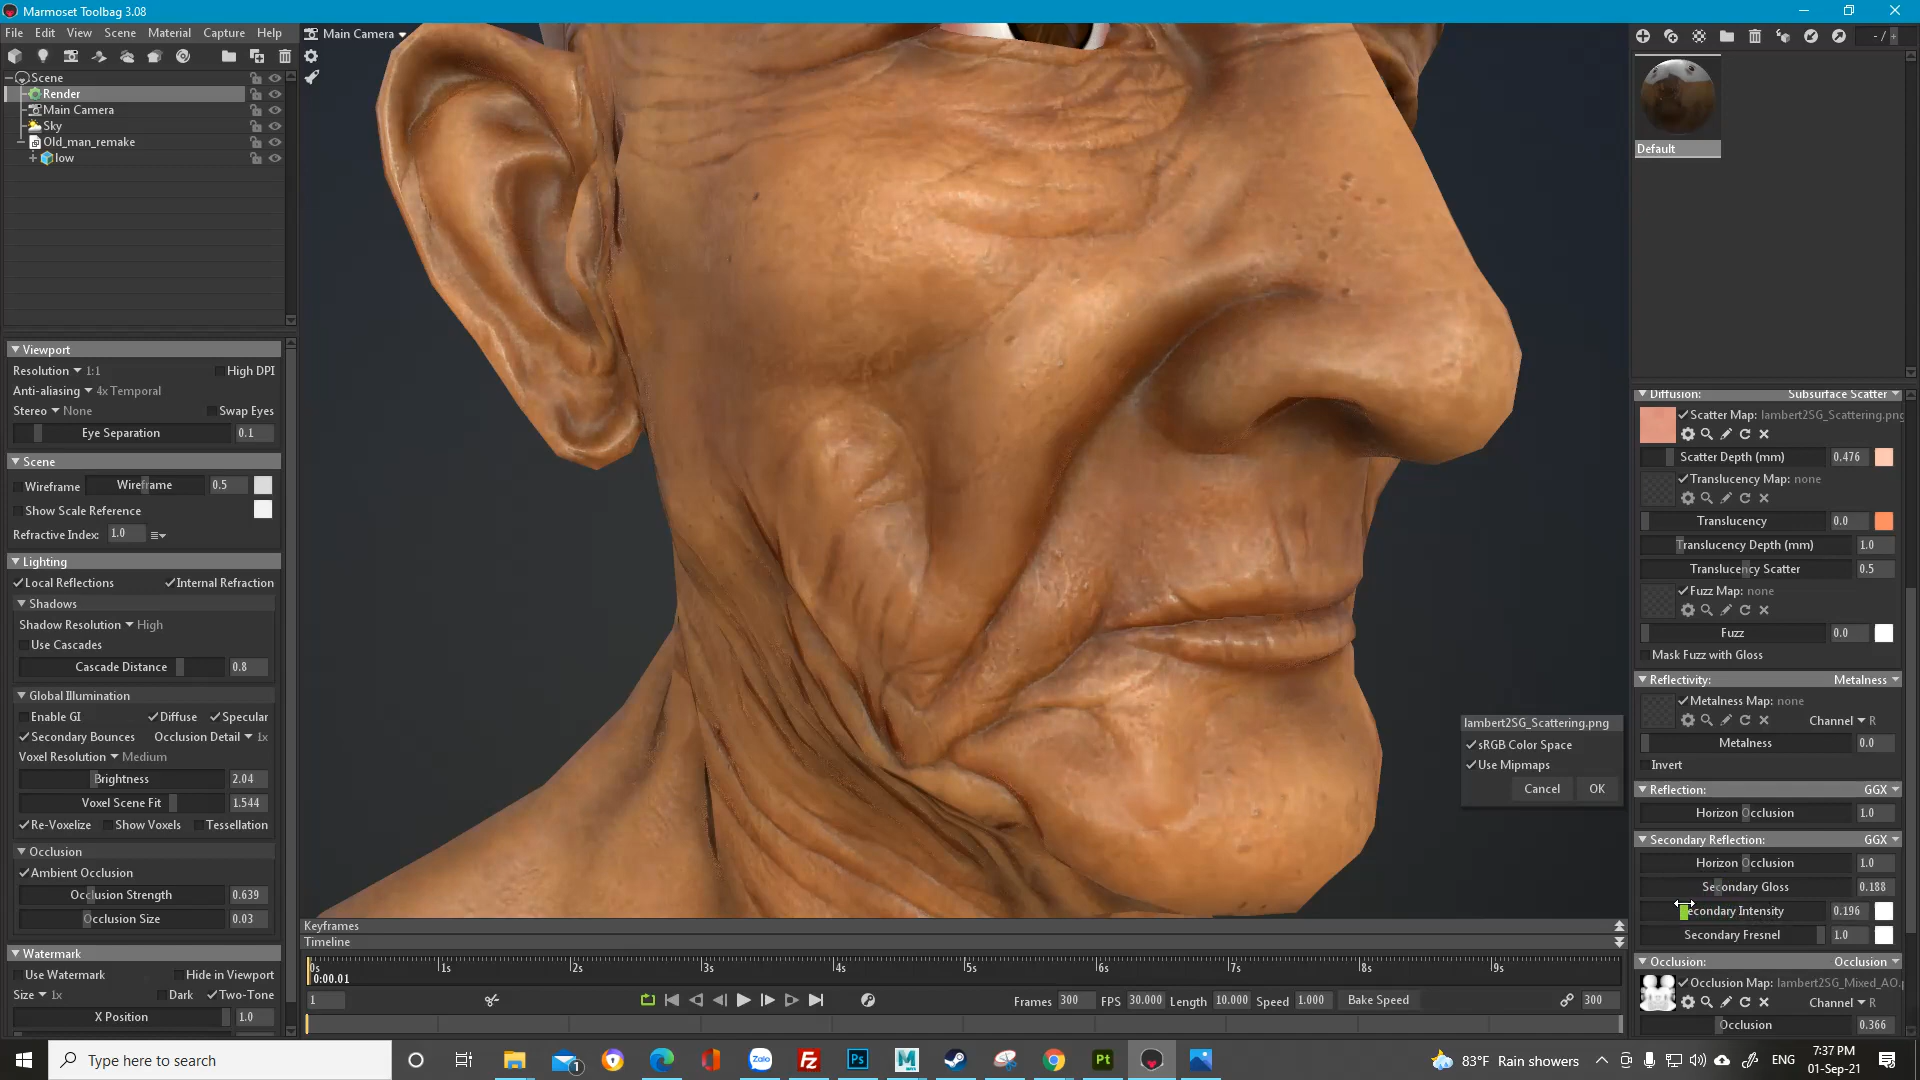 Marmoset Toolbag 3.08
File Edit View Scene Material Capture Help
Main Camera
- / +
Scene
Render
Main Camera
Sky
Old_man_remake
low
Default
Viewport
Resolution 1:1 High DPI
Anti-aliasing 4x Temporal
Stereo None Swap Eyes
Eye Separation 0.1
Scene
Wireframe Wireframe 0.5
Show Scale Reference
Refractive Index: 1.0
Lighting
Local Reflections Internal Refraction
Shadows
Shadow Resolution High
Use Cascades
Cascade Distance 0.8
Global Illumination
Enable GI Diffuse Specular
Secondary Bounces Occlusion Detail 1x
Voxel Resolution Medium
Brightness 2.04
Voxel Scene Fit 1.544
Re-Voxelize Show Voxels Tessellation
Occlusion
Ambient Occlusion
Occlusion Strength 0.639
Occlusion Size 0.03
Watermark
Use Watermark Hide in Viewport
Size 1x Dark Two-Tone
X Position 1.0
Diffusion: Subsurface Scatter
Scatter Map: lambert2SG_Scattering.png
Scatter Depth (mm) 0.476
Translucency Map: none
Translucency 0.0
Translucency Depth (mm) 1.0
Translucency Scatter 0.5
Fuzz Map: none
Fuzz 0.0
Mask Fuzz with Gloss
Reflectivity: Metalness
Metalness Map: none
Channel R
Metalness 0.0
Invert
Reflection: GGX
Horizon Occlusion 1.0
Secondary Reflection: GGX
Horizon Occlusion 1.0
Secondary Gloss 0.188
Secondary Intensity 0.196
Secondary Fresnel 1.0
Occlusion: Occlusion
Occlusion Map: lambert2SG_Mixed_AO.
Channel R
Occlusion 0.366
lambert2SG_Scattering.png
sRGB Color Space
Use Mipmaps
Cancel OK
Keyframes
Timeline
0s 1s 2s 3s 4s 5s 6s 7s 8s 9s
0:00.01
1 Frames 300 FPS 30.000 Length 10.000 Speed 1.000 Bake Speed 300
Type here to search
83°F Rain showers
ENG
7:37 PM
01-Sep-21